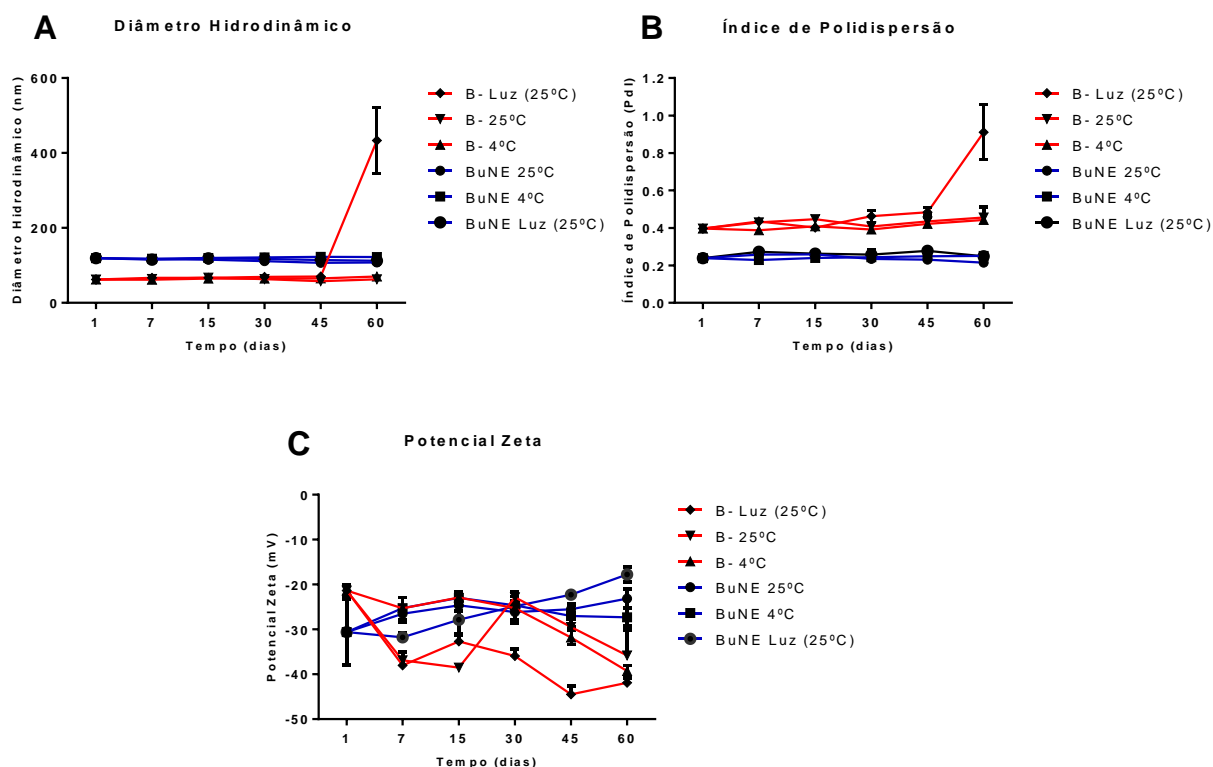 A
Diâmetro Hidrodinâmico
Diâmetro Hidrodinâmico (nm)
600
400
200
0
1 7 15 30 45 60
Tempo (dias)
B- Luz (25ºC)
B- 25ºC
B- 4ºC
BuNE 25ºC
BuNE 4ºC
BuNE Luz (25ºC)
B
Índice de Polidispersão
Índice de Polidispersão (PdI)
1.2
1.0
0.8
0.6
0.4
0.2
0.0
1 7 15 30 45 60
Tempo (dias)
B- Luz (25ºC)
B- 25ºC
B- 4ºC
BuNE 25ºC
BuNE 4ºC
BuNE Luz (25ºC)
C
Potencial Zeta
Potencial Zeta (mV)
0
-10
-20
-30
-40
-50
1 7 15 30 45 60
Tempo (dias)
B- Luz (25ºC)
B- 25ºC
B- 4ºC
BuNE 25ºC
BuNE 4ºC
BuNE Luz (25ºC)